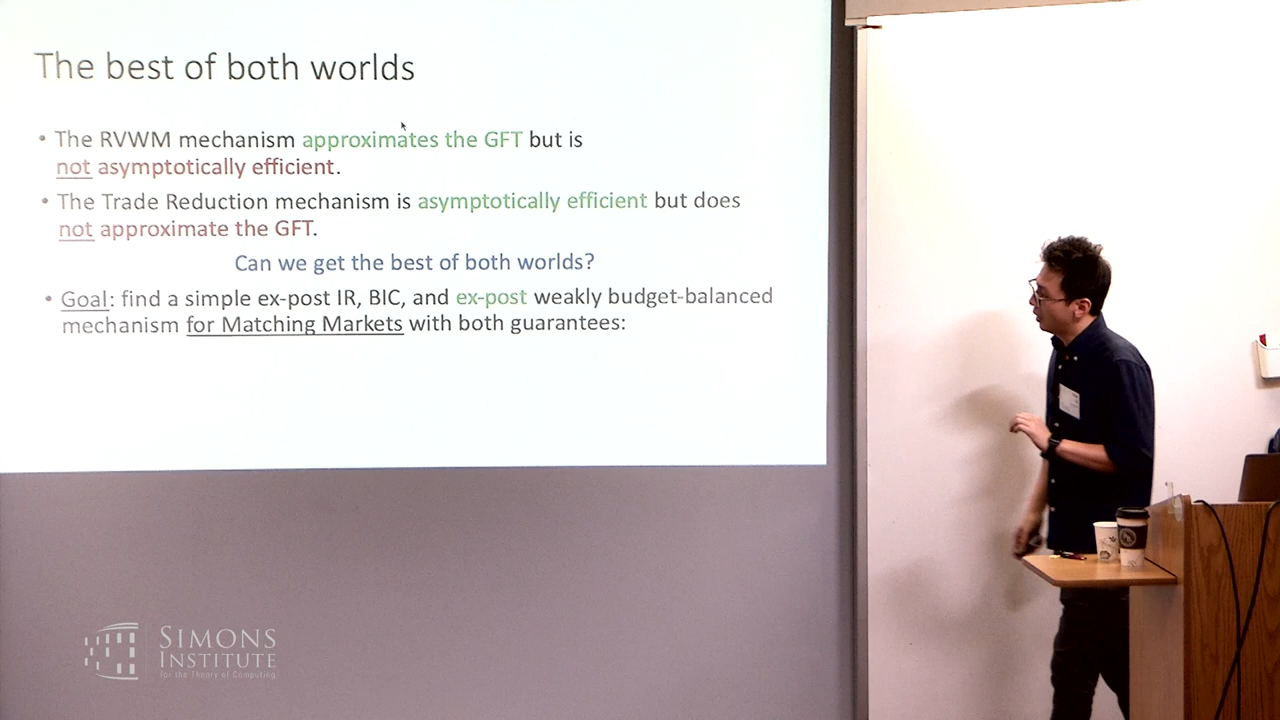 The best of both worlds
• The RVWM mechanism approximates the GFT but is
not asymptotically efficient.
• The Trade Reduction mechanism is asymptotically efficient but does
not approximate the GFT.
Can we get the best of both worlds?
• Goal: find a simple ex-post IR, BIC, and ex-post weakly budget-balanced
mechanism for Matching Markets with both guarantees:
SIMONS
INSTITUTE
for the Theory of Computing